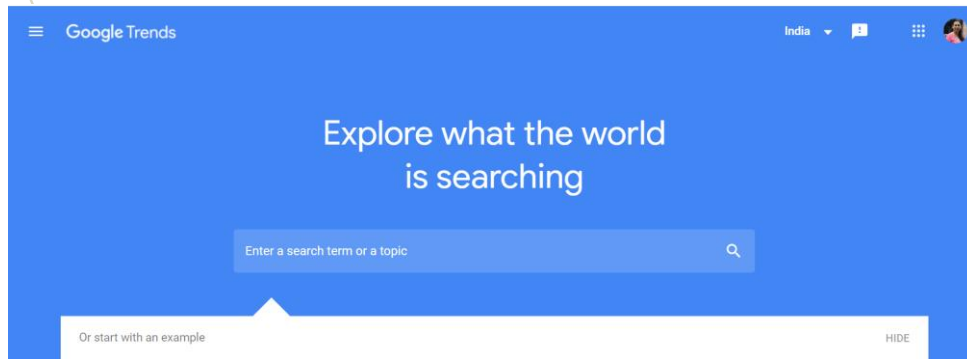 Google Trends
India
Explore what the world
is searching
Enter a search term or a topic
Or start with an example
HIDE